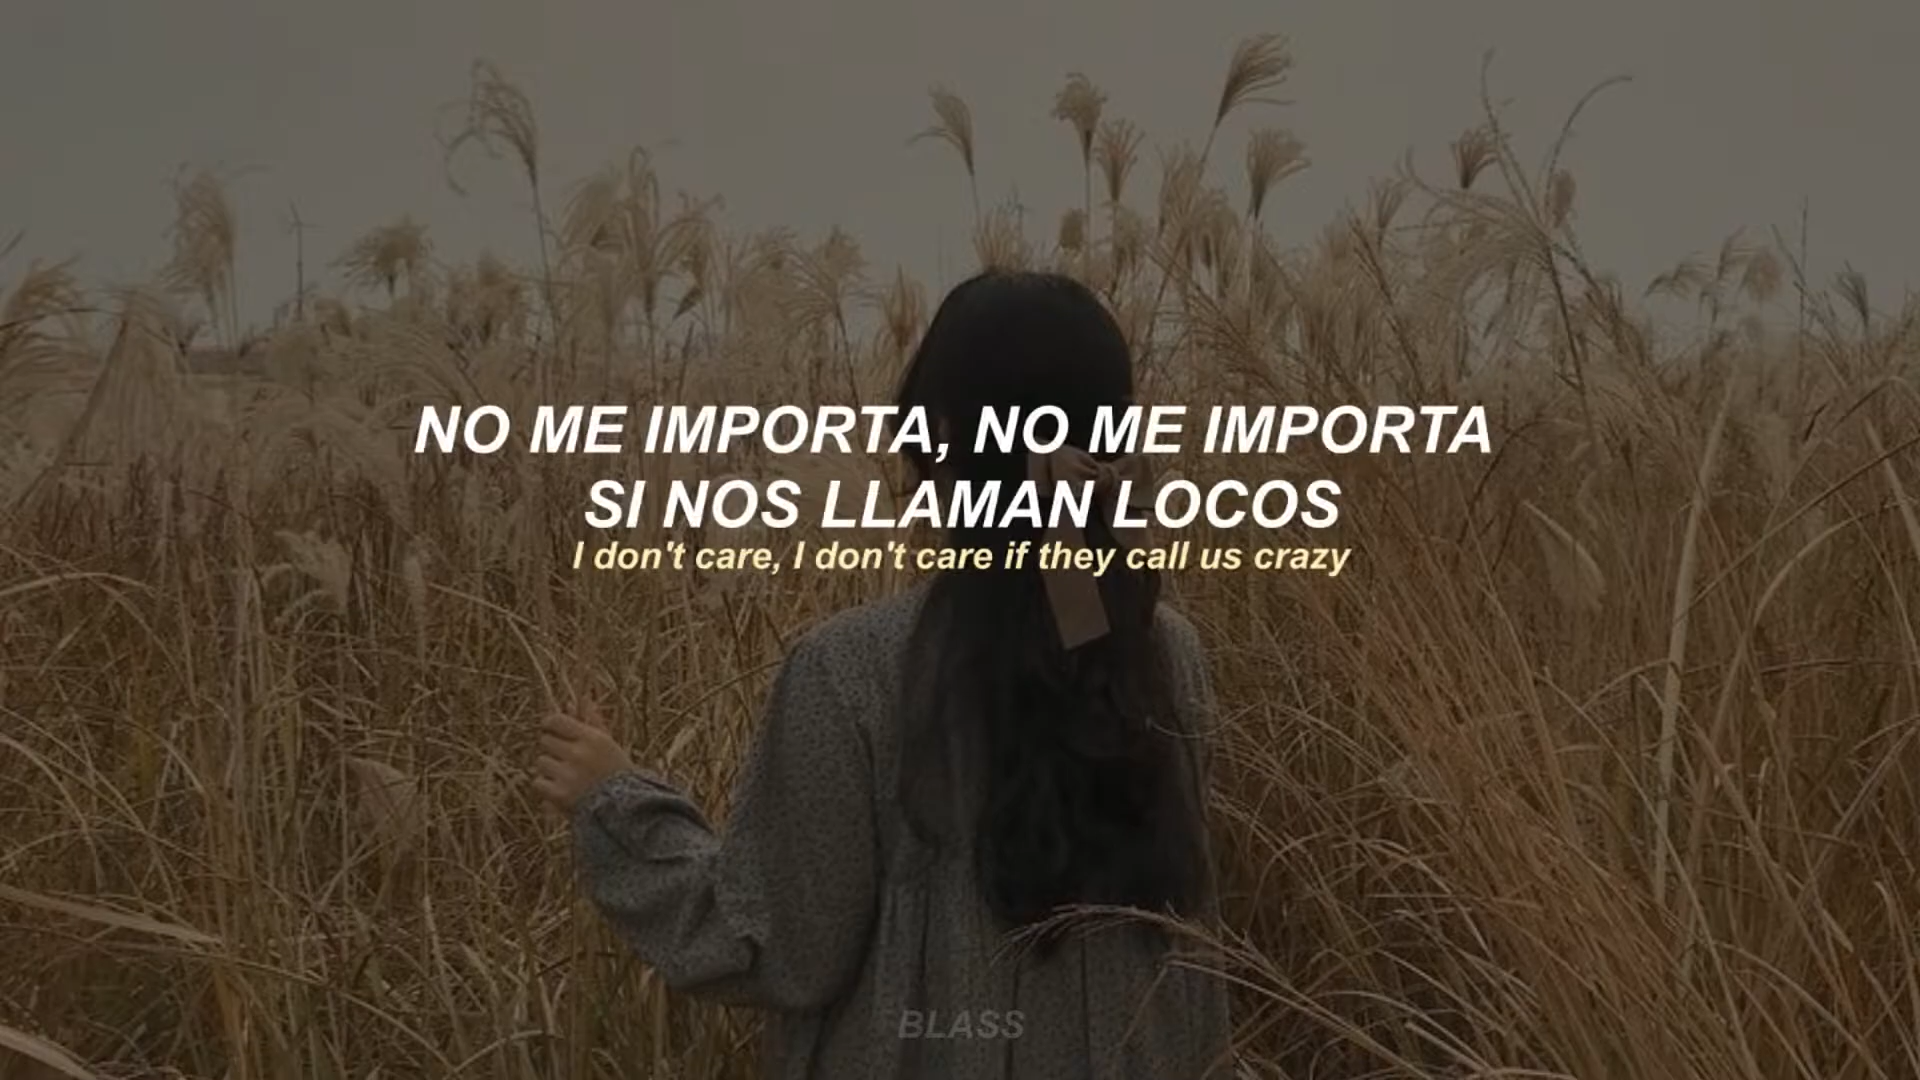 NO ME IMPORTA, NO ME IMPORTA
SI NOS LLAMAN LOCOS
I don't care, I don't care if they call us crazy
BLASS